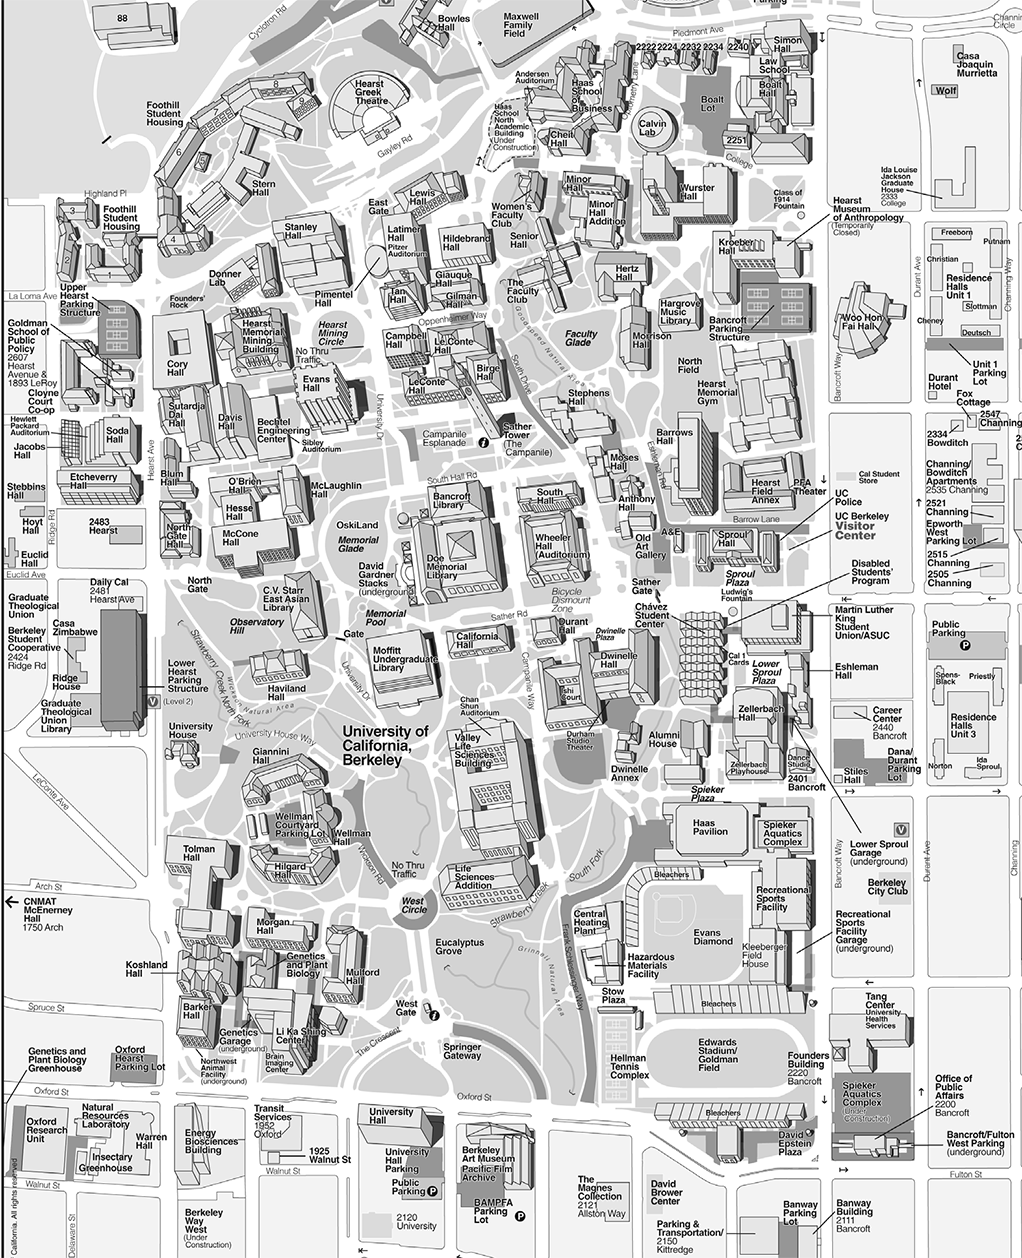 88
Cyclotron Rd
Bowles
Hall
Maxwell
Family
Field
Parking
Piedmont Ave
Channing
Circle
2222
2224
2232
2234
2240
Simon
Hall
Law
School
Boalt
Hall
Casa
Joaquin
Murrietta
Wolf
Andersen
Auditorium
Haas
School
of
Business
Boalt
Lot
Calvin
Lab
Cheit
Hall
2251
College
Haas
School
North
Academic
Building
(Under
Construction)
Foothill
Student
Housing
8
9
5
6
Hearst
Greek
Theatre
Gayley Rd
Stern
Hall
Highland Pl
3
2
1
4
Foothill
Student
Housing
Lewis
Hall
East
Gate
Women's
Faculty
Club
Minor
Hall
Minor
Hall
Addition
Wurster
Hall
Class of
1914
Fountain
Ida Louise
Jackson
Graduate
House
2333
College
Hearst
Museum
of Anthropology
(Temporarily
Closed)
Stanley
Hall
Latimer
Hall
Pitzer
Auditorium
Hildebrand
Hall
Senior
Hall
Kroeber
Hall
Freeborn
Putnam
Christian
Residence
Halls
Unit 1
Slottman
Cheney
Deutsch
Durant Ave
Channing Way
La Loma Ave
Upper
Hearst
Parking
Structure
Founders'
Rock
Donner
Lab
Pimentel
Hall
Tan
Hall
Giauque
Hall
Gilman
Hall
The
Faculty
Club
Hertz
Hall
Hargrove
Music
Library
Bancroft
Parking
Structure
Woo Hon
Fai Hall
Oppenheimer Way
Goldman
School of
Public
Policy
2607
Hearst
Avenue &
1893 LeRoy
Cloyne
Court
Co-op
Cory
Hall
Hearst
Memorial
Mining
Building
Hearst
Mining
Circle
No Thru
Traffic
Campbell
Hall
LeConte
Hall
Birge
Hall
LeConte
Hall
Faculty
Glade
Morrison
Hall
North
Field
Hearst
Memorial
Gym
Bancroft Way
Unit 1
Parking
Lot
Durant
Hotel
Fox
Cottage
Evans
Hall
South Drive
Stephens
Hall
Sutardja
Dai
Hall
Davis
Hall
Bechtel
Engineering
Center
Sibley
Auditorium
University Dr
Campanile
Esplanade
Sather
Tower
(The
Campanile)
Barrows
Hall
Eshleman Rd
2334
Bowditch
2547
Channing
Hewlett
Packard
Auditorium
Jacobs
Hall
Soda
Hall
Etcheverry
Hall
Hearst Ave
Blum
Hall
O'Brien
Hall
McLaughlin
Hall
South Hall Rd
Moses
Hall
Hearst
Field
Annex
PFA
Theater
Cal Student
Store
Channing/
Bowditch
Apartments
2535 Channing
Stebbins
Hall
Hoyt
Hall
Ridge Rd
2483
Hearst
Hesse
Hall
North
Gate
Hall
McCone
Hall
OskiLand
Memorial
Glade
Bancroft
Library
South
Hall
Anthony
Hall
Barrow Lane
UC
Police
UC Berkeley
Visitor
Center
2521
Channing
Epworth
West
Parking Lot
2515
Channing
2505
Channing
Euclid
Hall
Euclid Ave
Doe
Memorial
Library
Wheeler
Hall
(Auditorium)
Old
Art
Gallery
A&E
Sproul
Hall
Sproul
Plaza
Ludwig's
Fountain
Disabled
Students'
Program
David
Gardner
Stacks
(underground)
North
Gate
C.V. Starr
East Asian
Library
Observatory
Hill
Memorial
Pool
Bicycle
Dismount
Zone
Sather
Gate
Graduate
Theological
Union
Berkeley
Student
Cooperative
2424
Ridge Rd
Daily Cal
2481
Hearst Ave
Casa
Zimbabwe
Ridge
House
Graduate
Theological
Union
Library
Lower
Hearst
Parking
Structure
(Level 2)
Gate
Sather Rd
California
Hall
Durant
Hall
Dwinelle
Plaza
Chávez
Student
Center
Martin Luther
King
Student
Union/ASUC
Public
Parking
Moffitt
Undergraduate
Library
Haviland
Hall
Strawberry Creek North Fork
Wickson Natural Area
University Dr
Campanile Way
Dwinelle
Hall
Ishi
Court
Cal 1
Cards
Lower
Sproul
Plaza
Eshleman
Hall
Spens-
Black
Priestly
University
House
University House Way
University of
California,
Berkeley
Chan
Shun
Auditorium
Valley
Life
Sciences
Building
Durham
Studio
Theater
Dwinelle
Annex
Alumni
House
Zellerbach
Hall
Zellerbach
Playhouse
Dance
Studio
2401
Bancroft
Career
Center
2440
Bancroft
Stiles
Hall
Dana/
Durant
Parking
Lot
Residence
Halls
Unit 3
Norton
Ida
Sproul
LeConte Ave
Giannini
Hall
Wellman
Courtyard
Parking Lot
Wellman
Hall
Hilgard
Hall
Tolman
Hall
Wickson Rd
No Thru
Traffic
Life
Sciences
Addition
Strawberry Creek
South Fork
Spieker
Plaza
Haas
Pavilion
Spieker
Aquatics
Complex
Bleachers
Lower Sproul
Garage
(underground)
Berkeley
City Club
Bancroft Way
Durant Ave
Channing
Arch St
CNMAT
McEnerney
Hall
1750 Arch
West
Circle
Central
Heating
Plant
Evans
Diamond
Recreational
Sports
Facility
Kleeberger
Field
House
Recreational
Sports
Facility
Garage
(underground)
Koshland
Hall
Morgan
Hall
Genetics
and Plant
Biology
Mulford
Hall
Eucalyptus
Grove
Grinnell Natural Area
Frank Schlessinger Way
Hazardous
Materials
Facility
Stow
Plaza
Bleachers
Spruce St
Barker
Hall
Genetics
Garage
(underground)
Li Ka Shing
Center
Brain
Imaging
Center
Northwest
Animal
Facility
(underground)
West
Gate
The Crescent
Springer
Gateway
Tang
Center
University
Health
Services
Genetics and
Plant Biology
Greenhouse
Oxford
Hearst
Parking Lot
Hellman
Tennis
Complex
Edwards
Stadium/
Goldman
Field
Founders
Building
2220
Bancroft
Spieker
Aquatics
Complex
(Under
Construction)
Office of
Public
Affairs
2200
Bancroft
Oxford St
Oxford St
Bleachers
David
Epstein
Plaza
Bancroft/Fulton
West Parking
(underground)
Fulton St
Oxford
Research
Unit
Natural
Resources
Laboratory
Insectary
Greenhouse
Warren
Hall
Walnut St
Energy
Biosciences
Building
Transit
Services
1952
Oxford
1925
Walnut St
Walnut St
University
Hall
University
Hall
Parking
Public
Parking
2120
University
Berkeley
Art Museum
Pacific Film
Archive
BAMPFA
Parking
Lot
The
Magnes
Collection
2121
Allston Way
David
Brower
Center
Parking &
Transportation/
2150
Kittredge
Banway
Parking
Lot
Banway
Building
2111
Bancroft
Berkeley
Way
West
(Under
Construction)
Delaware St
California. All rights reserved